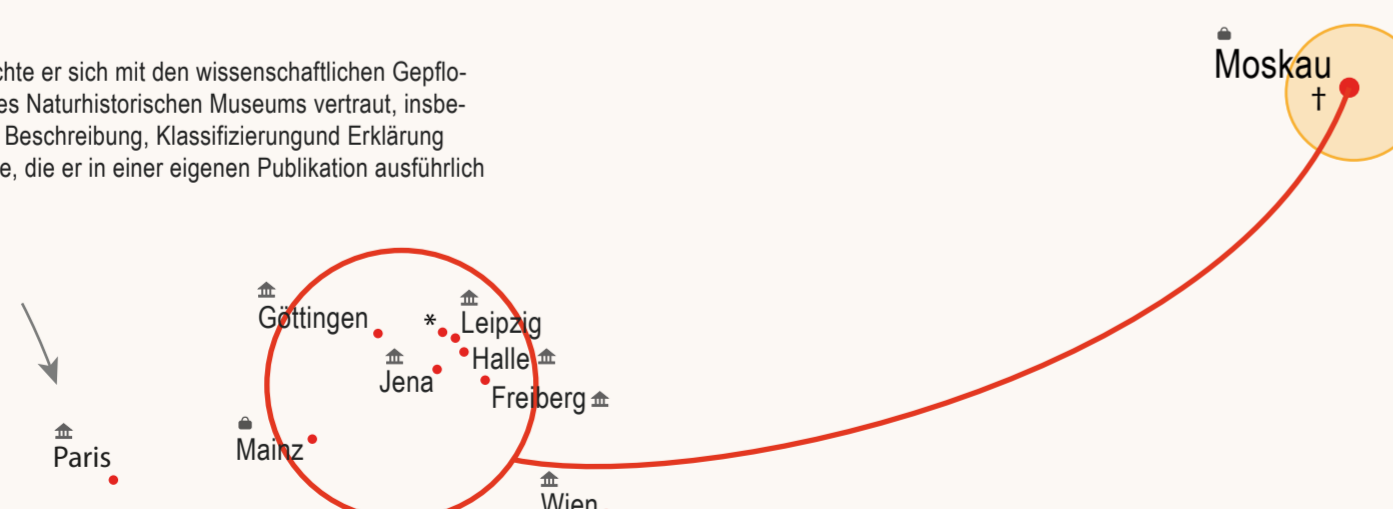 chte er sich mit den wissenschaftlichen Gepflo-
es Naturhistorischen Museums vertraut, insbe-
Beschreibung, Klassifizierungund Erklärung
e, die er in einer eigenen Publikation ausführlich
Moskau
†
Göttingen
*
Leipzig
Halle
Jena
Freiberg
Mainz
Paris
Wien